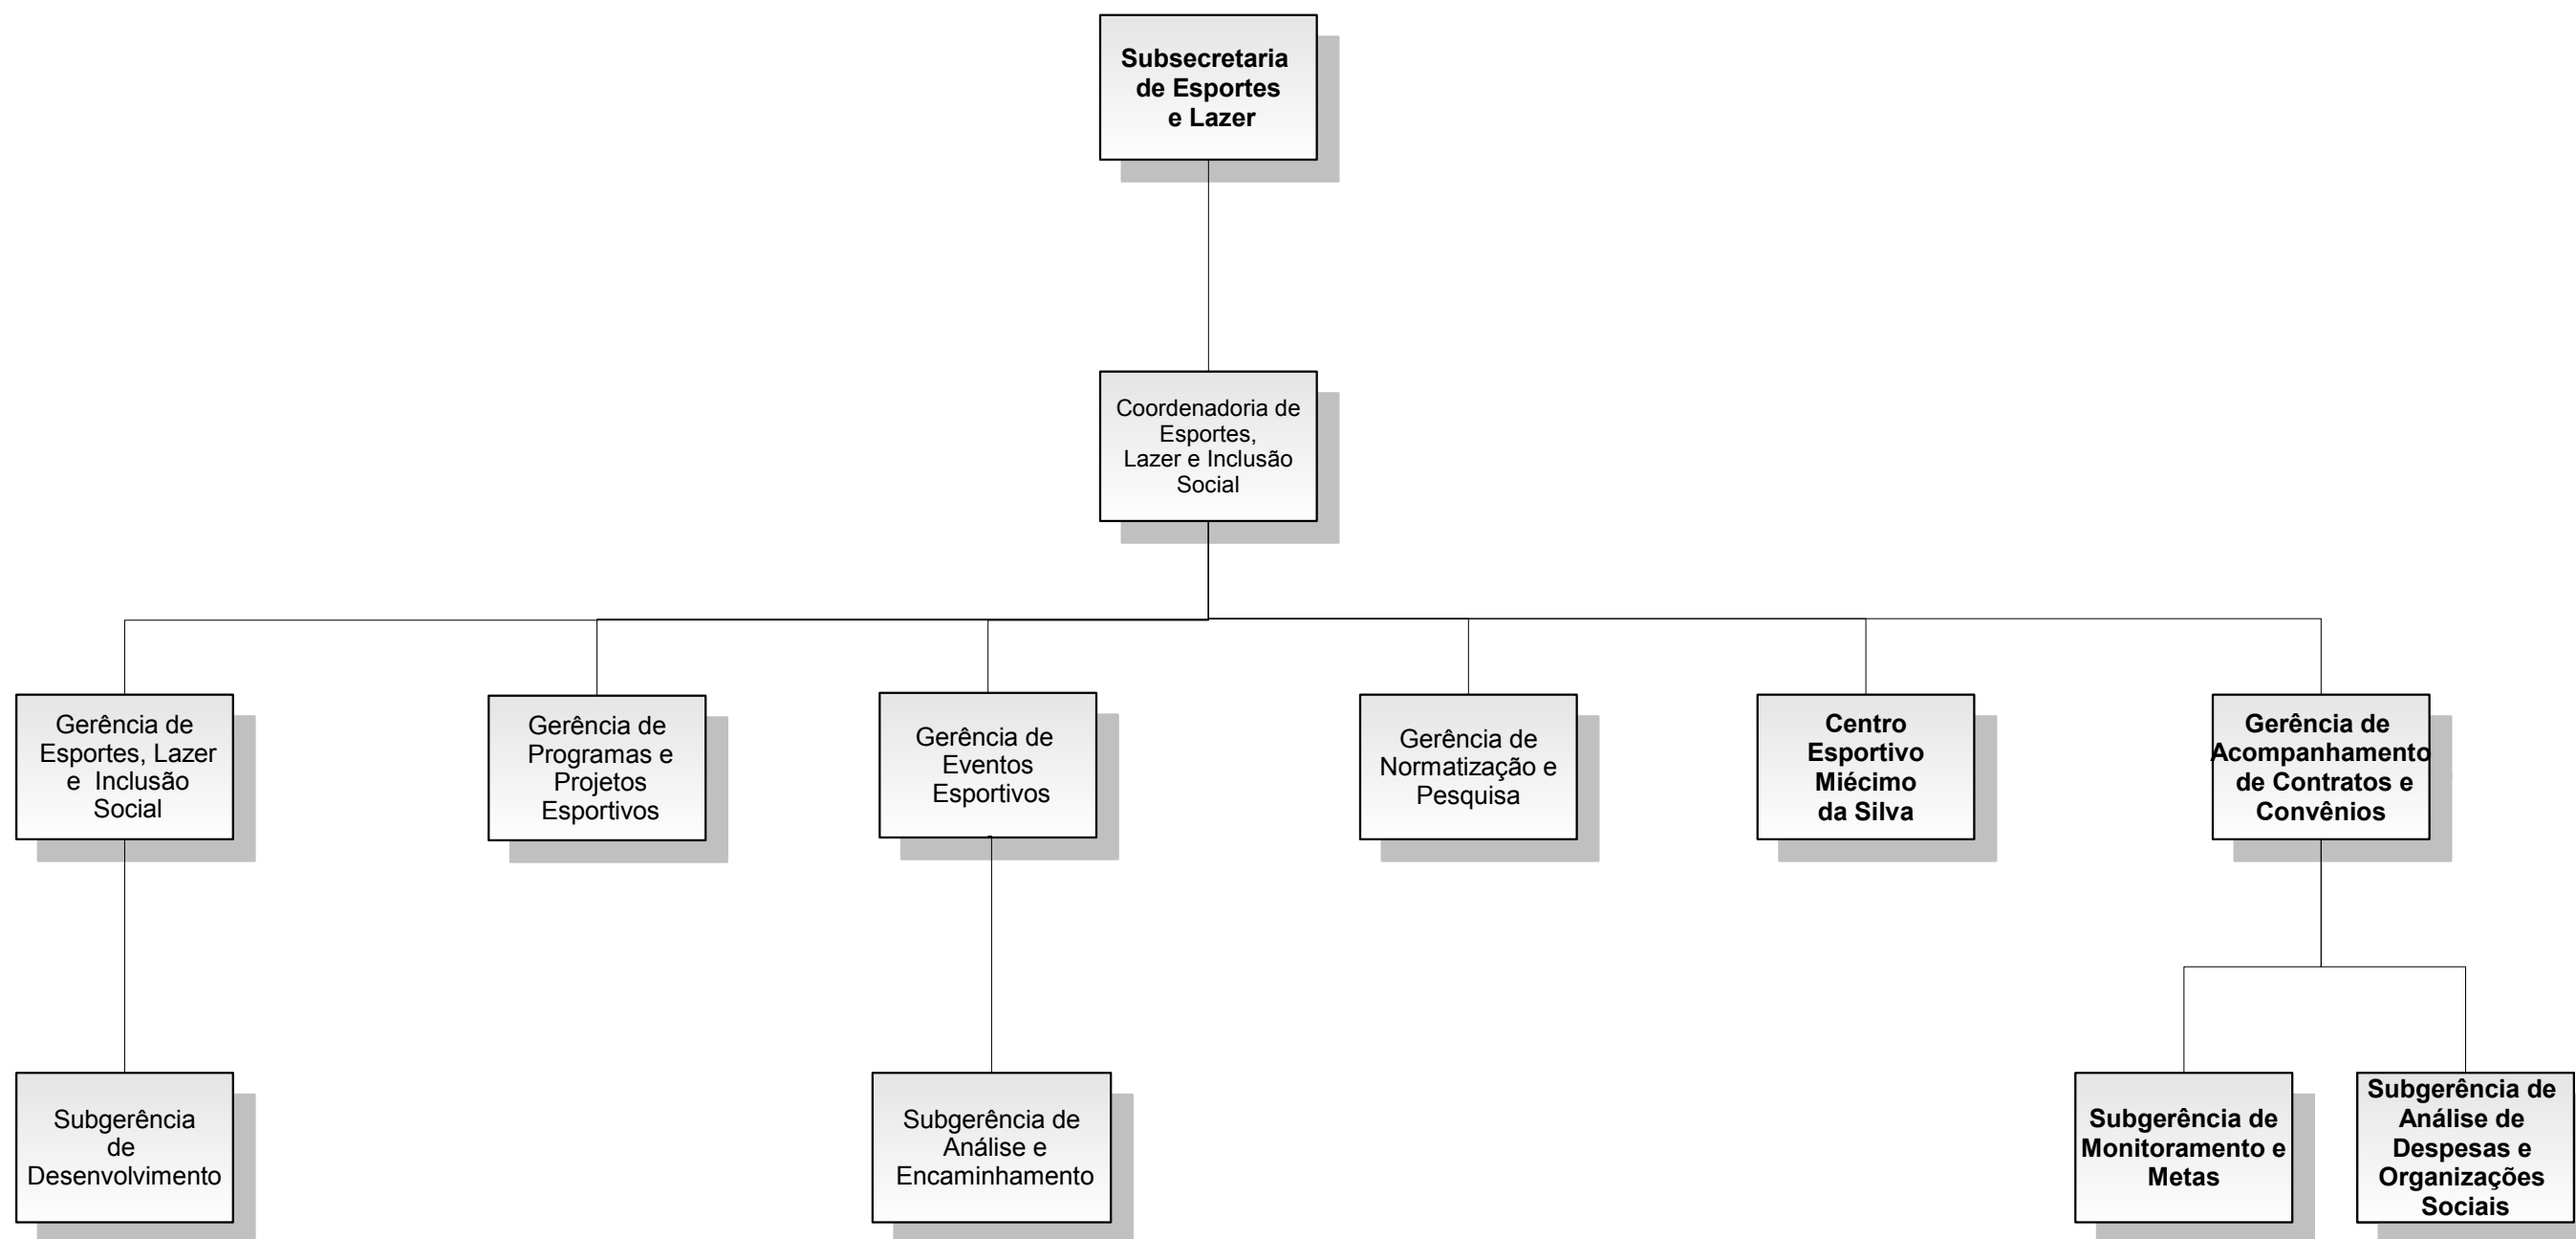 Subsecretaria
de Esportes
e Lazer
Coordenadoria de
Esportes,
Lazer e Inclusão
Social
Gerência de
Esportes, Lazer
e Inclusão
Social
Gerência de
Programas e
Projetos
Esportivos
Gerência de
Eventos
Esportivos
Gerência de
Normatização e
Pesquisa
Centro
Esportivo
Miécimo
da Silva
Gerência de
Acompanhamento
de Contratos e
Convênios
Subgerência
de
Desenvolvimento
Subgerência de
Análise e
Encaminhamento
Subgerência de
Monitoramento e
Metas
Subgerência de
Análise de
Despesas e
Organizações
Sociais